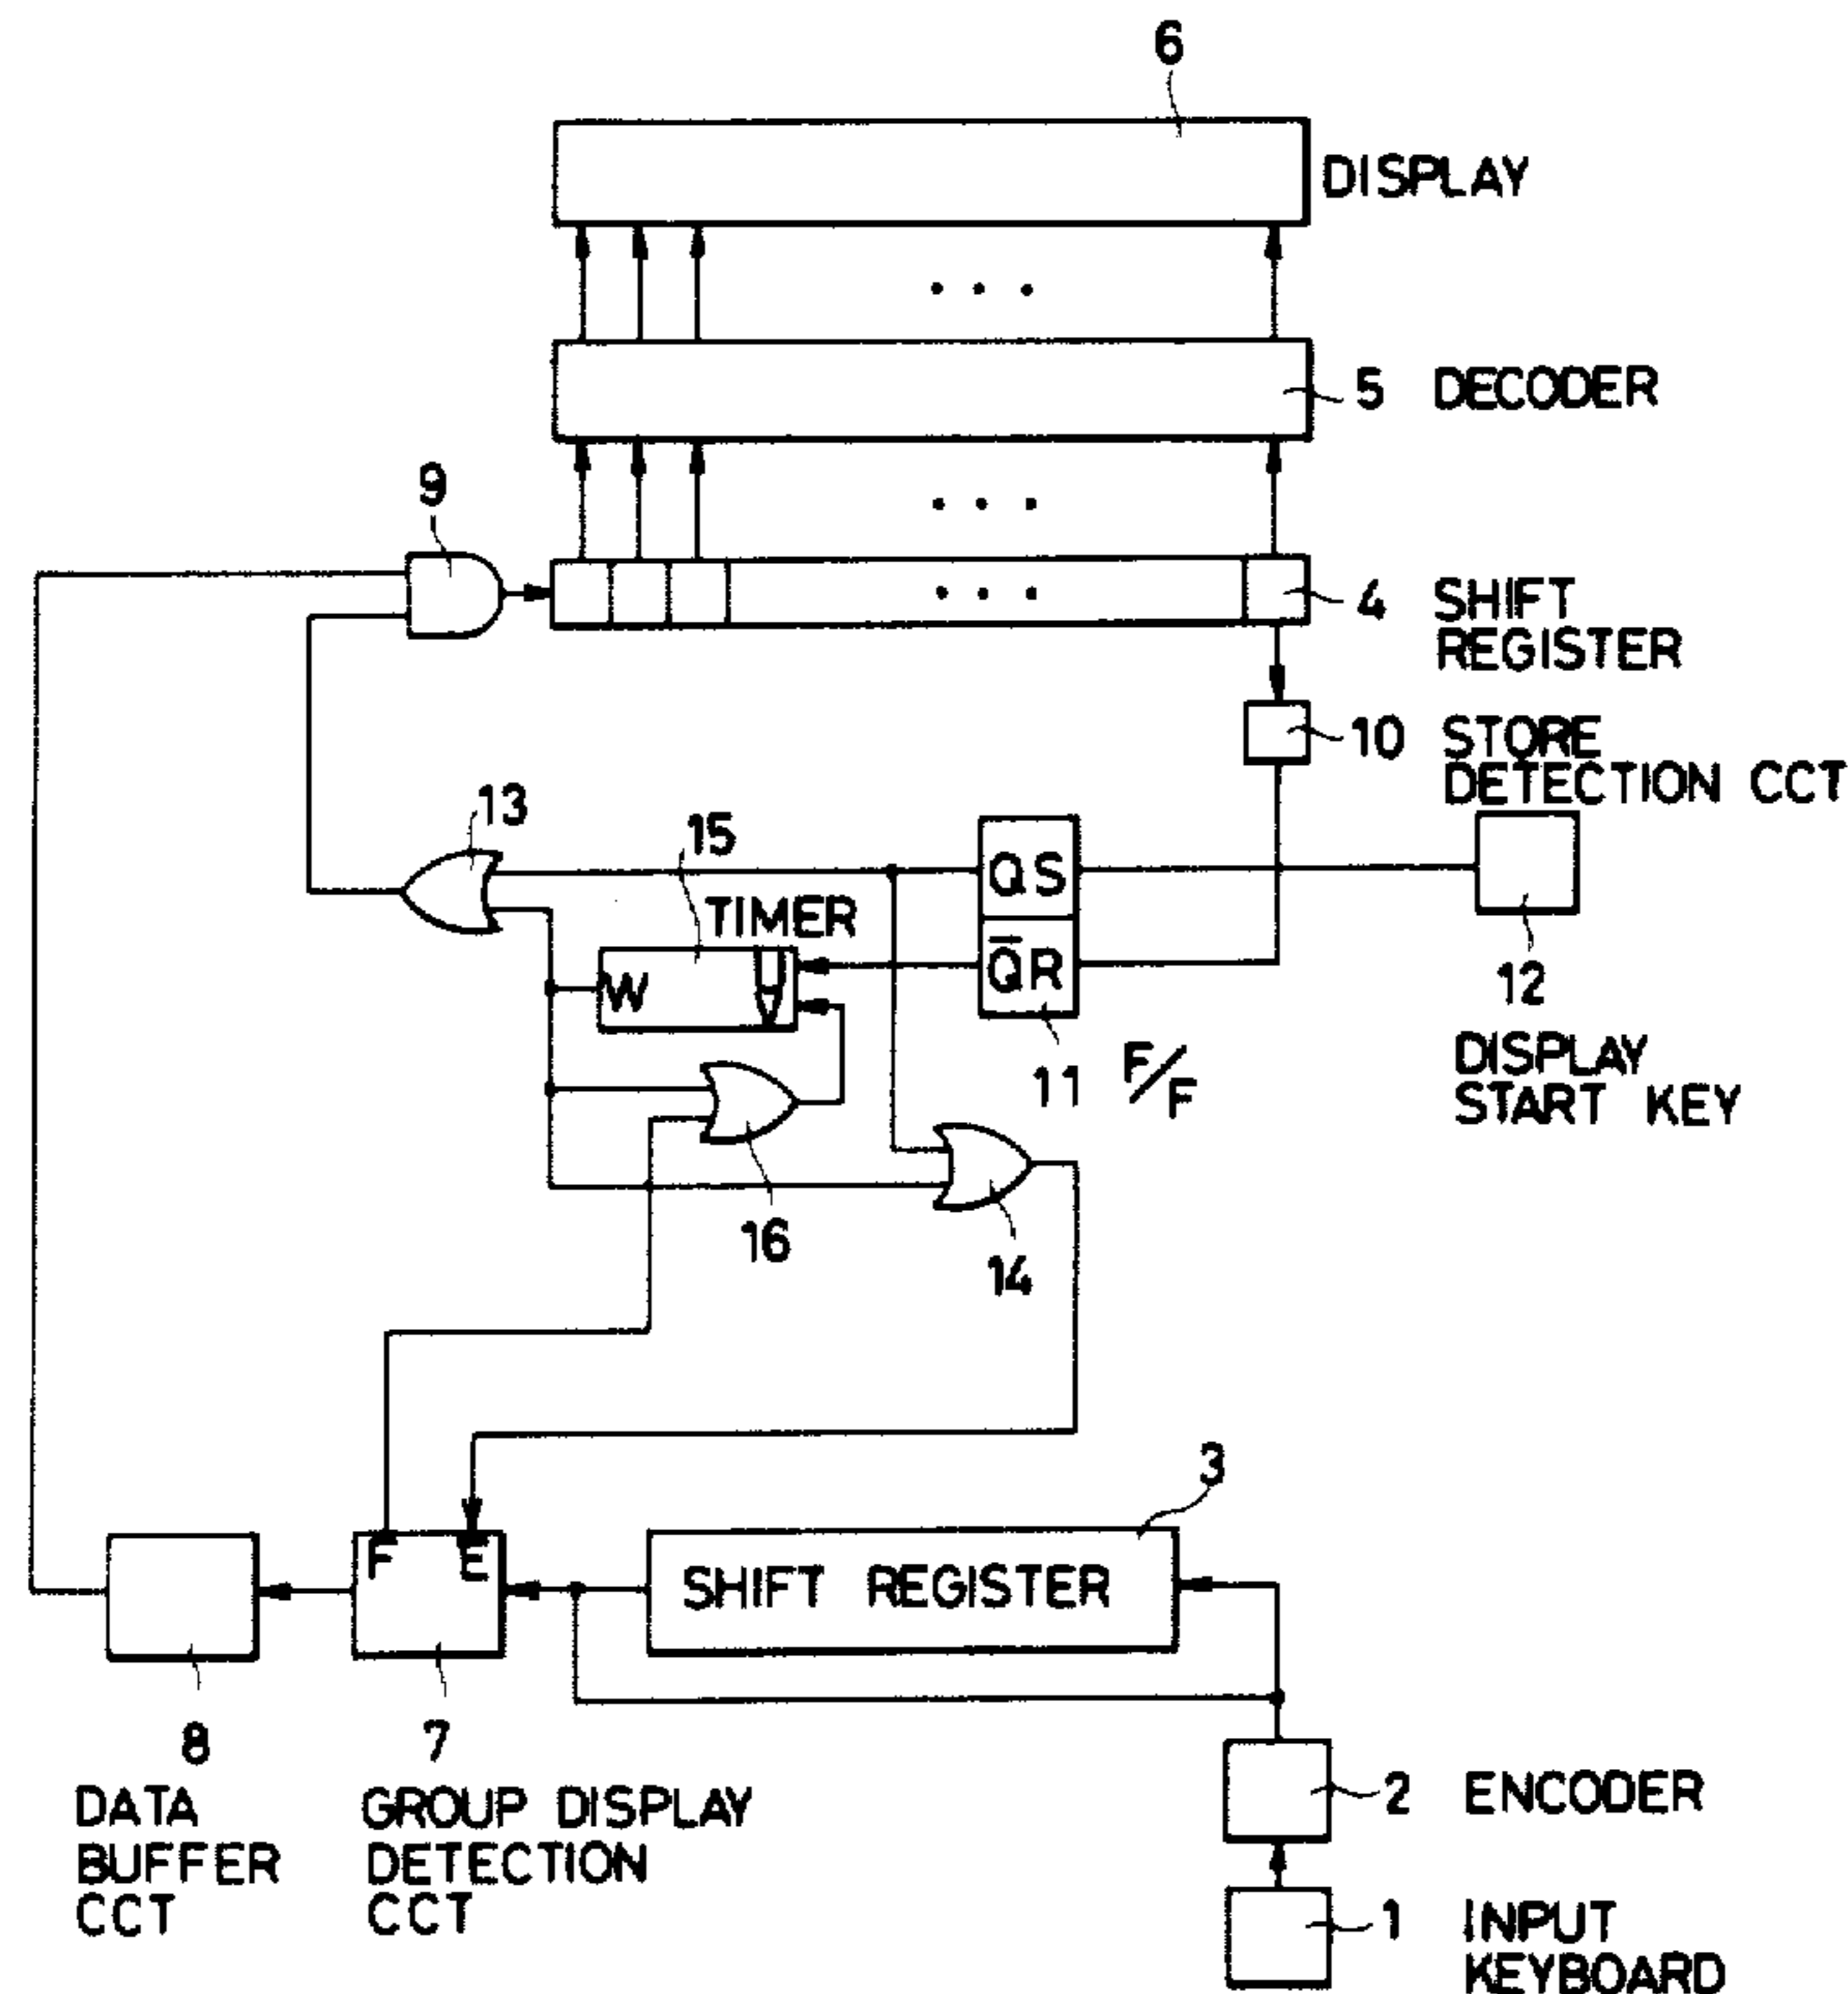 6
DISPLAY
5 DECODER
9
4 SHIFT
REGISTER
10 STORE
DETECTION CCT
13
15
TIMER
QS
Q̅R
W
12
11 F/F
DISPLAY
START KEY
16
14
3
F E
SHIFT REGISTER
8
7
2 ENCODER
DATA
BUFFER
CCT
GROUP DISPLAY
DETECTION
CCT
1 INPUT
KEYBOARD